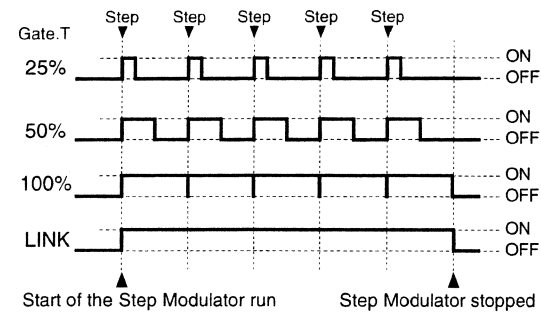 Step Step Step Step Step
Gate.T
25% ON
OFF
50% ON
OFF
100% ON
OFF
LINK ON
OFF
Start of the Step Modulator run Step Modulator stopped